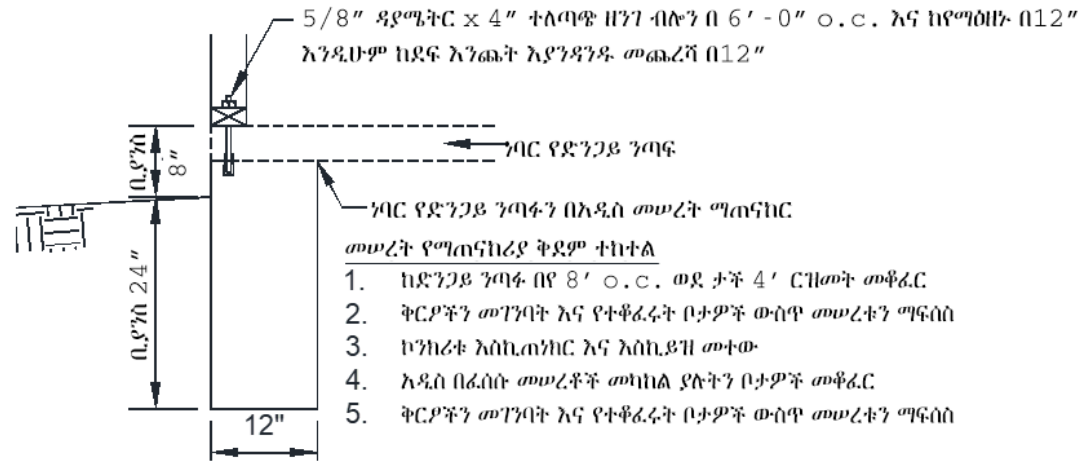 5/8″ ዳያሜትር x 4″ ተለጣጭ ዘንገ ብሎን በ 6′-0″ o.c. እና ከየማዕዘኑ በ12″
እንዲሁም ከደፍ እንጨት እያንዳንዱ መጨረሻ በ12″
ቢያንስ
8″
ነባር የድንጋይ ንጣፍ
ነባር የድንጋይ ንጣፉን በአዲስ መሠረት ማጠናከር
መሠረት የማጠናከሪያ ቅደም ተከተል
1. ከድንጋይ ንጣፉ በየ 8′ o.c. ወደ ታች 4′ ርዝመት መቆፈር
2. ቅርፆችን መገንባት እና የተቆፈሩት ቦታዎች ውስጥ መሠረቱን ማፍሰስ
3. ኮንክሪቱ እስኪጠነክር እና እስኪይዝ መተው
4. አዲስ በፈሰሱ መሠረቶች መካከል ያሉትን ቦታዎች መቆፈር
5. ቅርፆችን መገንባት እና የተቆፈሩት ቦታዎች ውስጥ መሠረቱን ማፍሰስ
ቢያንስ 24″
12"